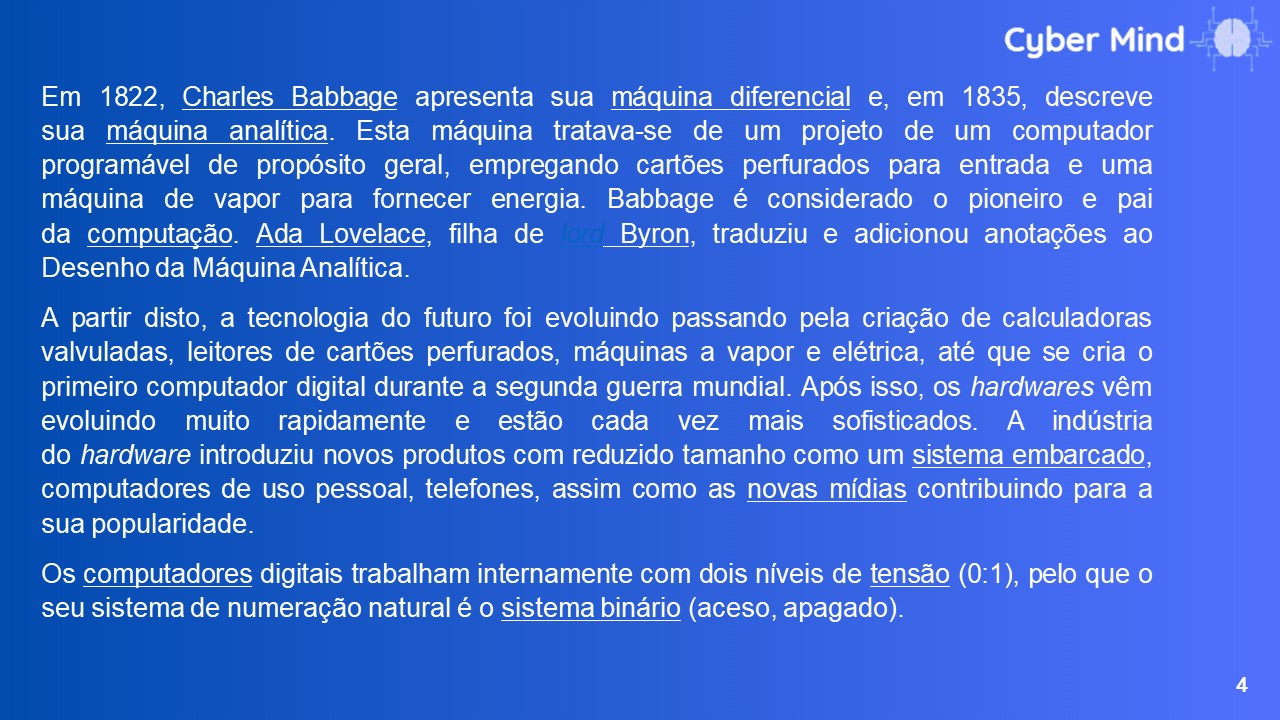 Cyber Mind
Em 1822, Charles Babbage apresenta sua máquina diferencial e, em 1835, descreve
sua máquina analítica. Esta máquina tratava-se de um projeto de um computador
programável de propósito geral, empregando cartões perfurados para entrada e uma
máquina de vapor para fornecer energia. Babbage é considerado o pioneiro e pai
da computação. Ada Lovelace, filha de lord Byron, traduziu e adicionou anotações ao
Desenho da Máquina Analítica.
A partir disto, a tecnologia do futuro foi evoluindo passando pela criação de calculadoras
valvuladas, leitores de cartões perfurados, máquinas a vapor e elétrica, até que se cria o
primeiro computador digital durante a segunda guerra mundial. Após isso, os hardwares vêm
evoluindo muito rapidamente e estão cada vez mais sofisticados. A indústria
do hardware introduziu novos produtos com reduzido tamanho como um sistema embarcado,
computadores de uso pessoal, telefones, assim como as novas mídias contribuindo para a
sua popularidade.
Os computadores digitais trabalham internamente com dois níveis de tensão (0:1), pelo que o
seu sistema de numeração natural é o sistema binário (aceso, apagado).
4